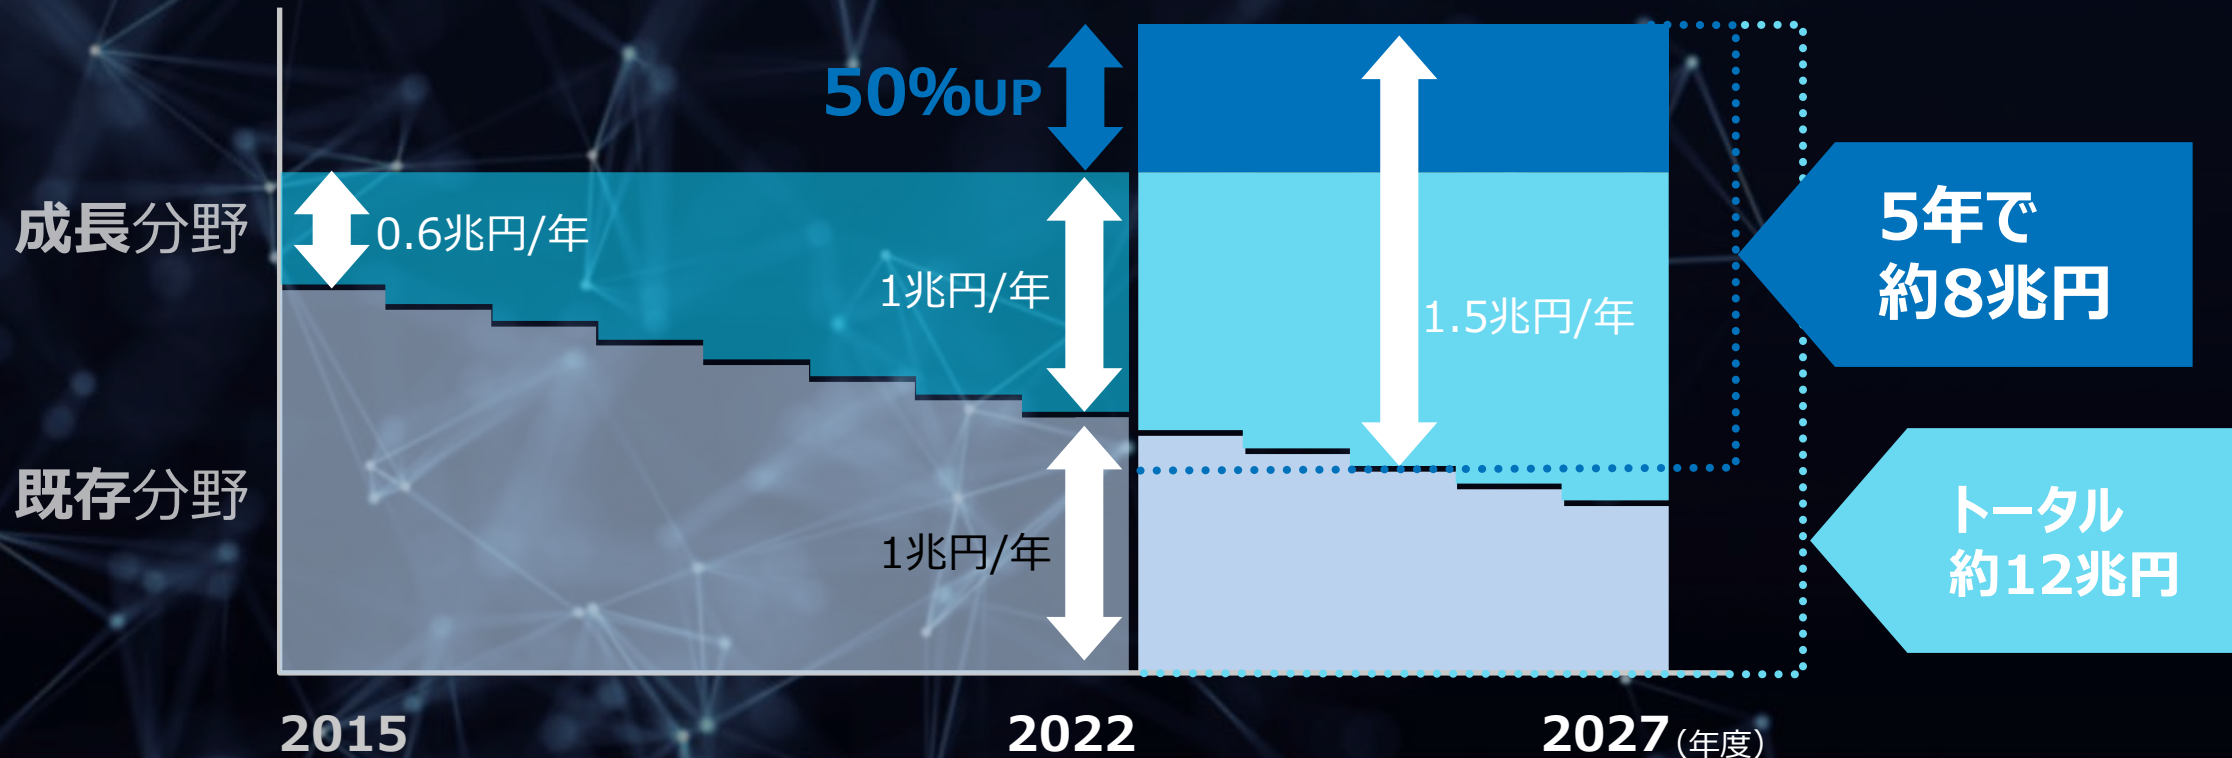 50%UP
成長分野
0.6兆円/年
1兆円/年
1.5兆円/年
5年で
約8兆円
既存分野
1兆円/年
トータル
約12兆円
2015
2022
2027（年度）